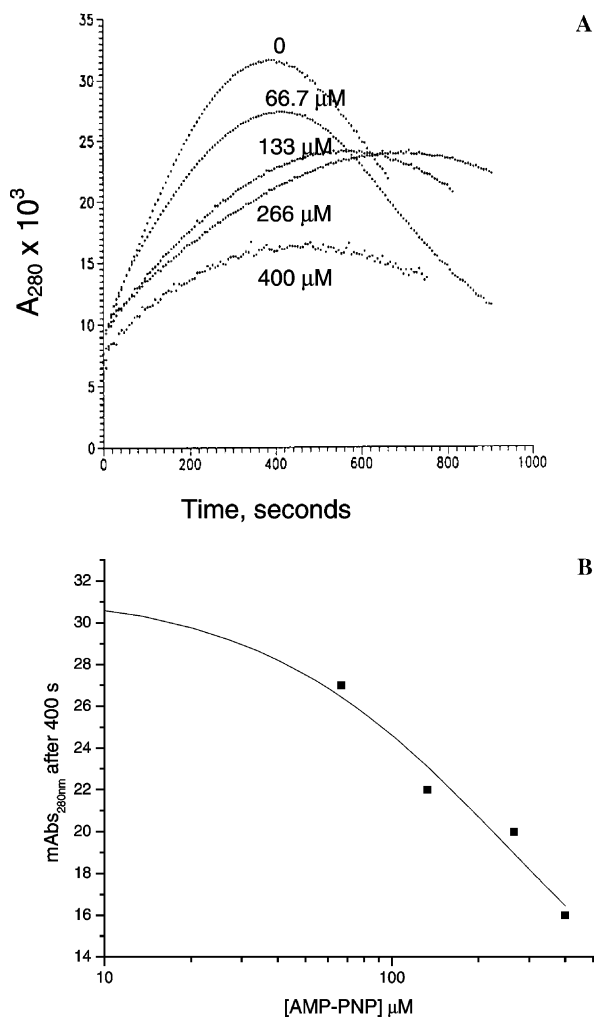 A
35
30
25
20
15
10
5
0
A280 x 10³
0
66.7 µM
133 µM
266 µM
400 µM
0 200 400 600 800 1000
Time, seconds
B
32
30
28
26
24
22
20
18
16
14
mAbs280nm after 400 s
10 100
[AMP-PNP] µM